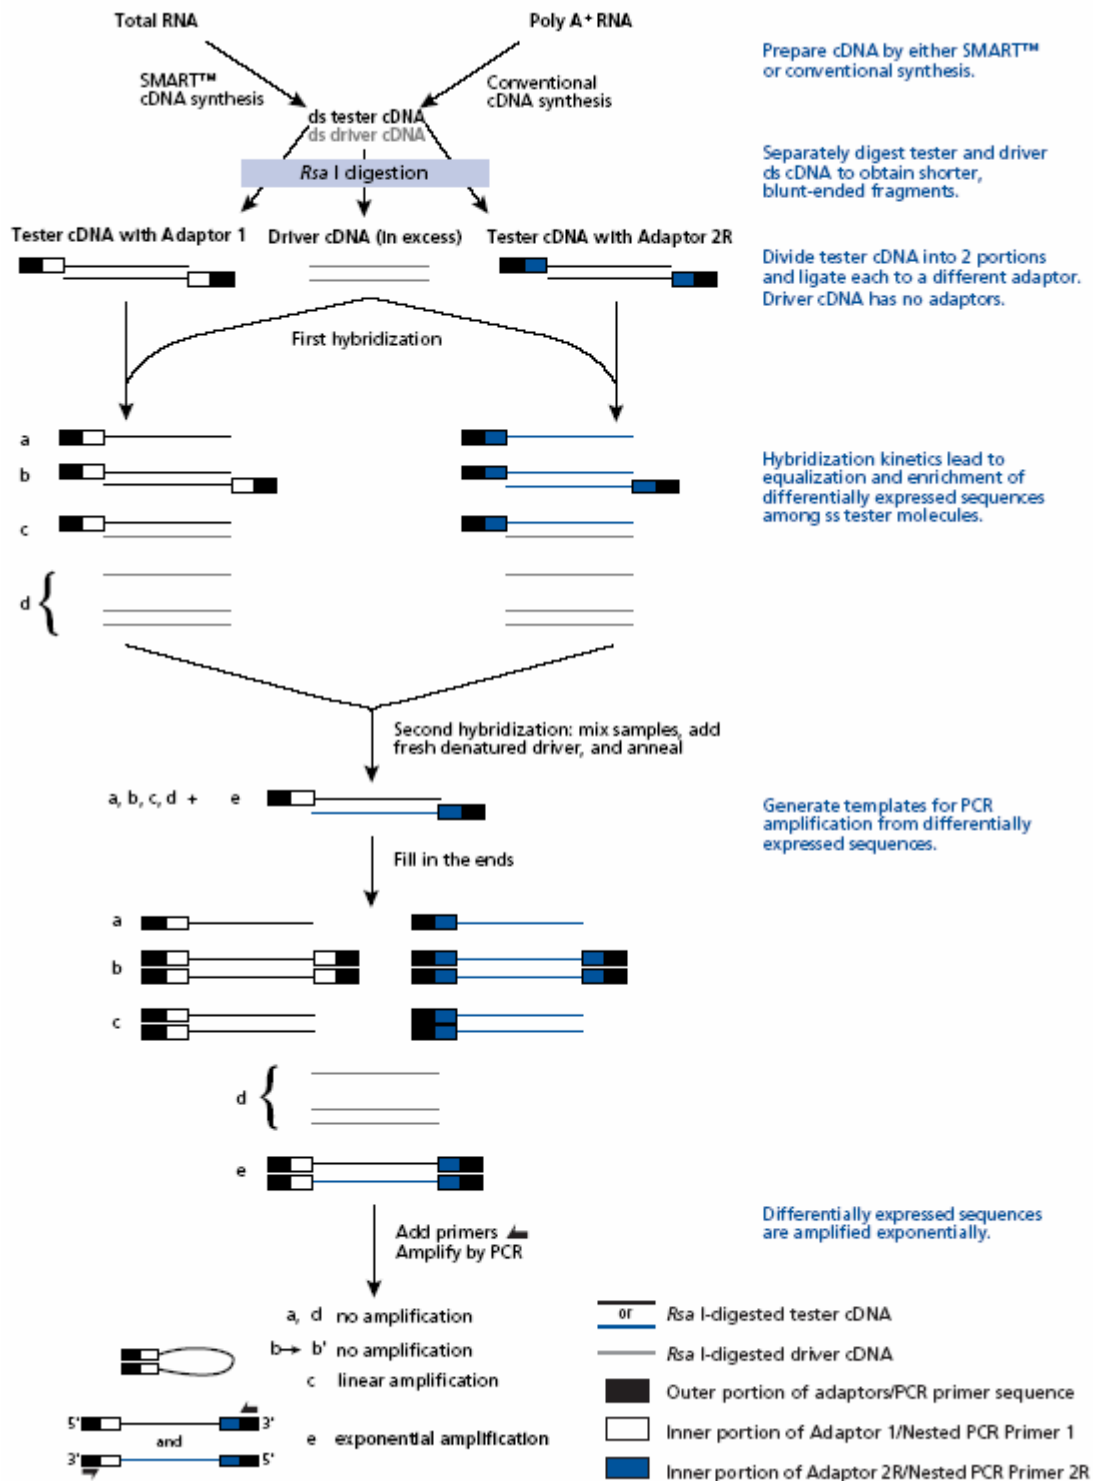 Total RNA
Poly A+ RNA
Prepare cDNA by either SMART™
or conventional synthesis.
SMART™
cDNA synthesis
Conventional
cDNA synthesis
ds tester cDNA
ds driver cDNA
Rsa I digestion
Separately digest tester and driver
ds cDNA to obtain shorter,
blunt-ended fragments.
Tester cDNA with Adaptor 1
Driver cDNA (in excess)
Tester cDNA with Adaptor 2R
Divide tester cDNA into 2 portions
and ligate each to a different adaptor.
Driver cDNA has no adaptors.
First hybridization
a
b
c
d
Hybridization kinetics lead to
equalization and enrichment of
differentially expressed sequences
among ss tester molecules.
Second hybridization: mix samples, add
fresh denatured driver, and anneal
a, b, c, d + e
Generate templates for PCR
amplification from differentially
expressed sequences.
Fill in the ends
a
b
c
d
e
Add primers
Amplify by PCR
Differentially expressed sequences
are amplified exponentially.
a, d no amplification
b→ b' no amplification
c linear amplification
5' 3'
and
3' 5'
e exponential amplification
or Rsa I-digested tester cDNA
Rsa I-digested driver cDNA
Outer portion of adaptors/PCR primer sequence
Inner portion of Adaptor 1/Nested PCR Primer 1
Inner portion of Adaptor 2R/Nested PCR Primer 2R